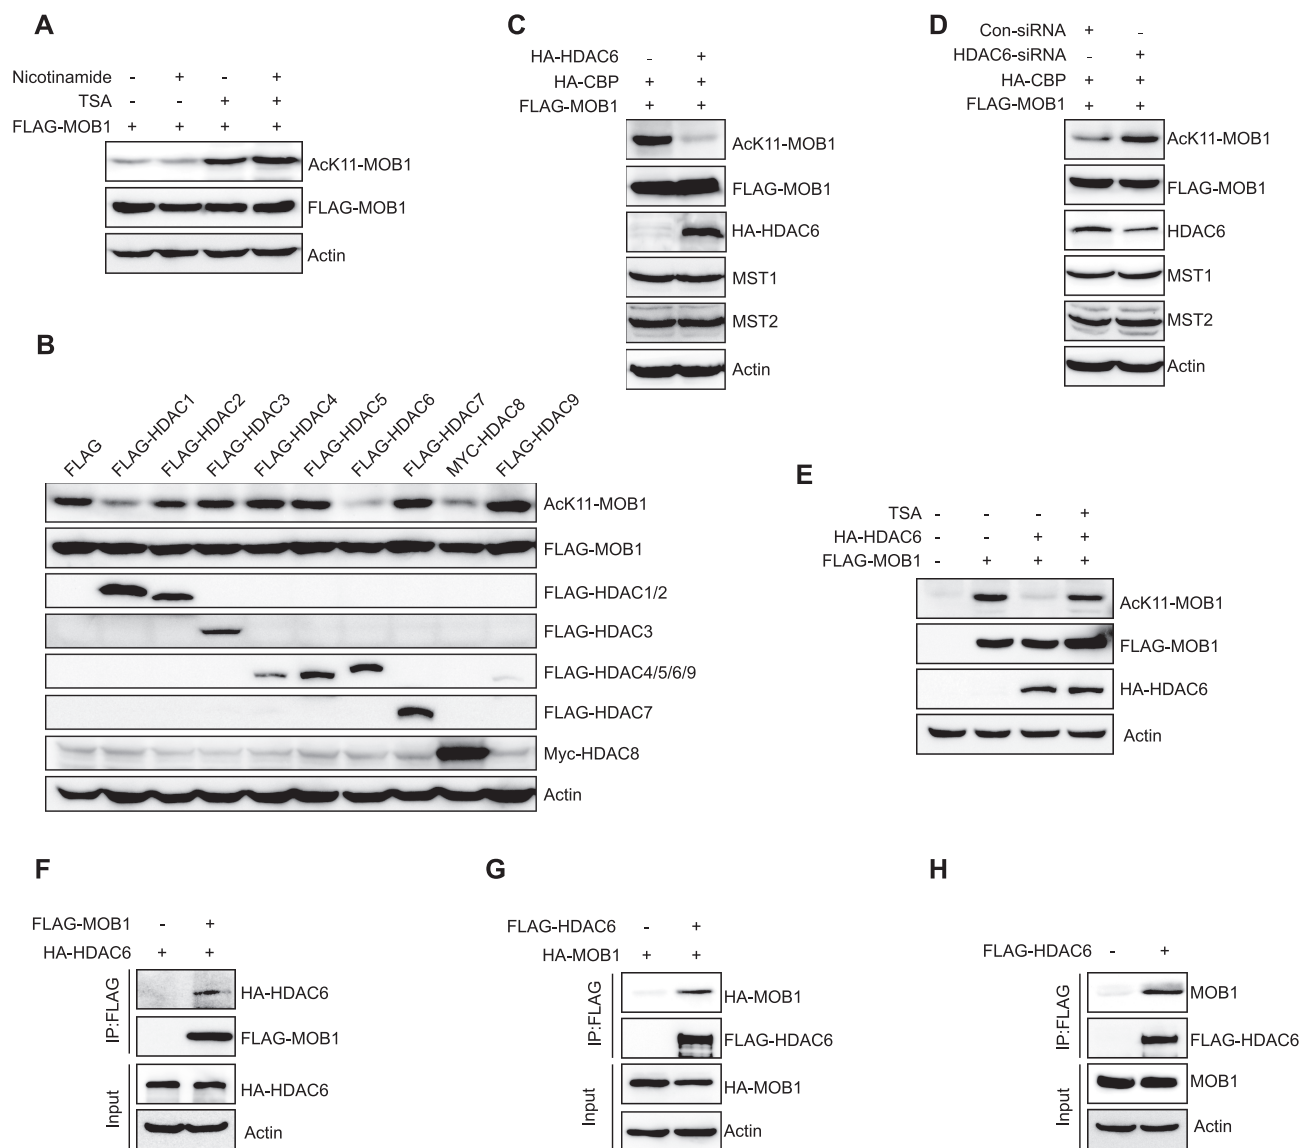 A
Nicotinamide - + - +
TSA - - + +
FLAG-MOB1 + + + +
AcK11-MOB1
FLAG-MOB1
Actin
B
FLAG FLAG-HDAC1 FLAG-HDAC2 FLAG-HDAC3 FLAG-HDAC4 FLAG-HDAC5 FLAG-HDAC6 FLAG-HDAC7 MYC-HDAC8 FLAG-HDAC9
AcK11-MOB1
FLAG-MOB1
FLAG-HDAC1/2
FLAG-HDAC3
FLAG-HDAC4/5/6/9
FLAG-HDAC7
Myc-HDAC8
Actin
C
HA-HDAC6 - +
HA-CBP + +
FLAG-MOB1 + +
AcK11-MOB1
FLAG-MOB1
HA-HDAC6
MST1
MST2
Actin
D
Con-siRNA + -
HDAC6-siRNA - +
HA-CBP + +
FLAG-MOB1 + +
AcK11-MOB1
FLAG-MOB1
HDAC6
MST1
MST2
Actin
E
TSA - - - +
HA-HDAC6 - - + +
FLAG-MOB1 - + + +
AcK11-MOB1
FLAG-MOB1
HA-HDAC6
Actin
F
FLAG-MOB1 - +
HA-HDAC6 + +
IP:FLAG
HA-HDAC6
FLAG-MOB1
Input
HA-HDAC6
Actin
G
FLAG-HDAC6 - +
HA-MOB1 + +
IP:FLAG
HA-MOB1
FLAG-HDAC6
Input
HA-MOB1
Actin
H
FLAG-HDAC6 - +
IP:FLAG
MOB1
FLAG-HDAC6
Input
MOB1
Actin